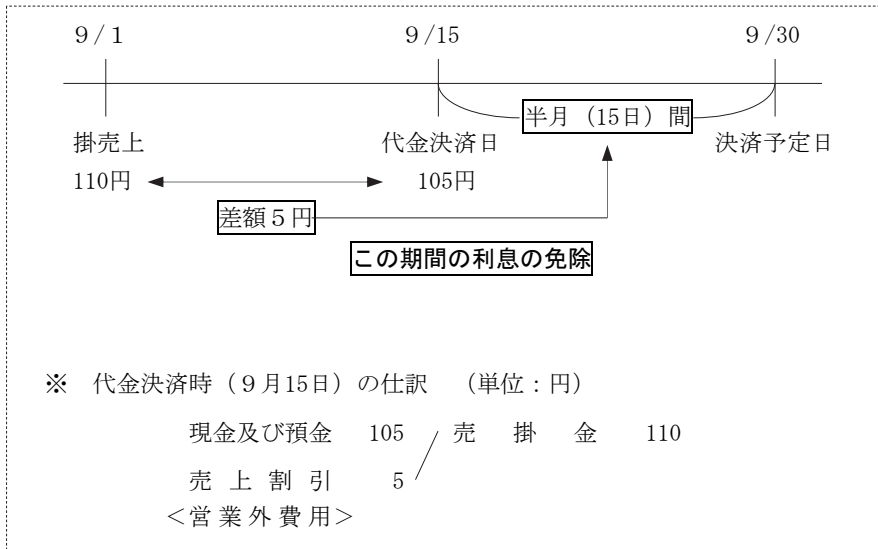 ９/１ ９/15 ９/30
半月（15日）間
掛売上 代金決済日 決済予定日
110円 105円
差額５円
この期間の利息の免除
※ 代金決済時（９月15日）の仕訳 （単位：円）
現金及び預金 105 ／ 売掛金 110
売上割引 5
＜営業外費用＞